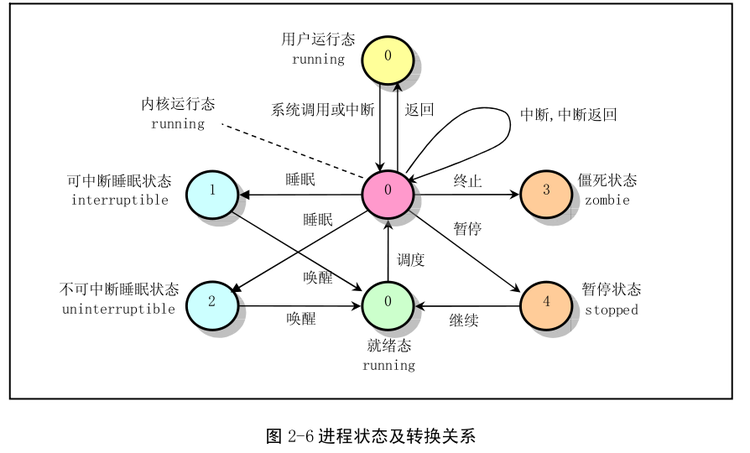 用户运行态
running
0
系统调用或中断
返回
内核运行态
running
中断,中断返回
可中断睡眠状态
interruptible
1
睡眠
0
终止
3
僵死状态
zombie
睡眠
暂停
唤醒
调度
不可中断睡眠状态
uninterruptible
2
唤醒
0
继续
4
暂停状态
stopped
就绪态
running
图 2-6 进程状态及转换关系